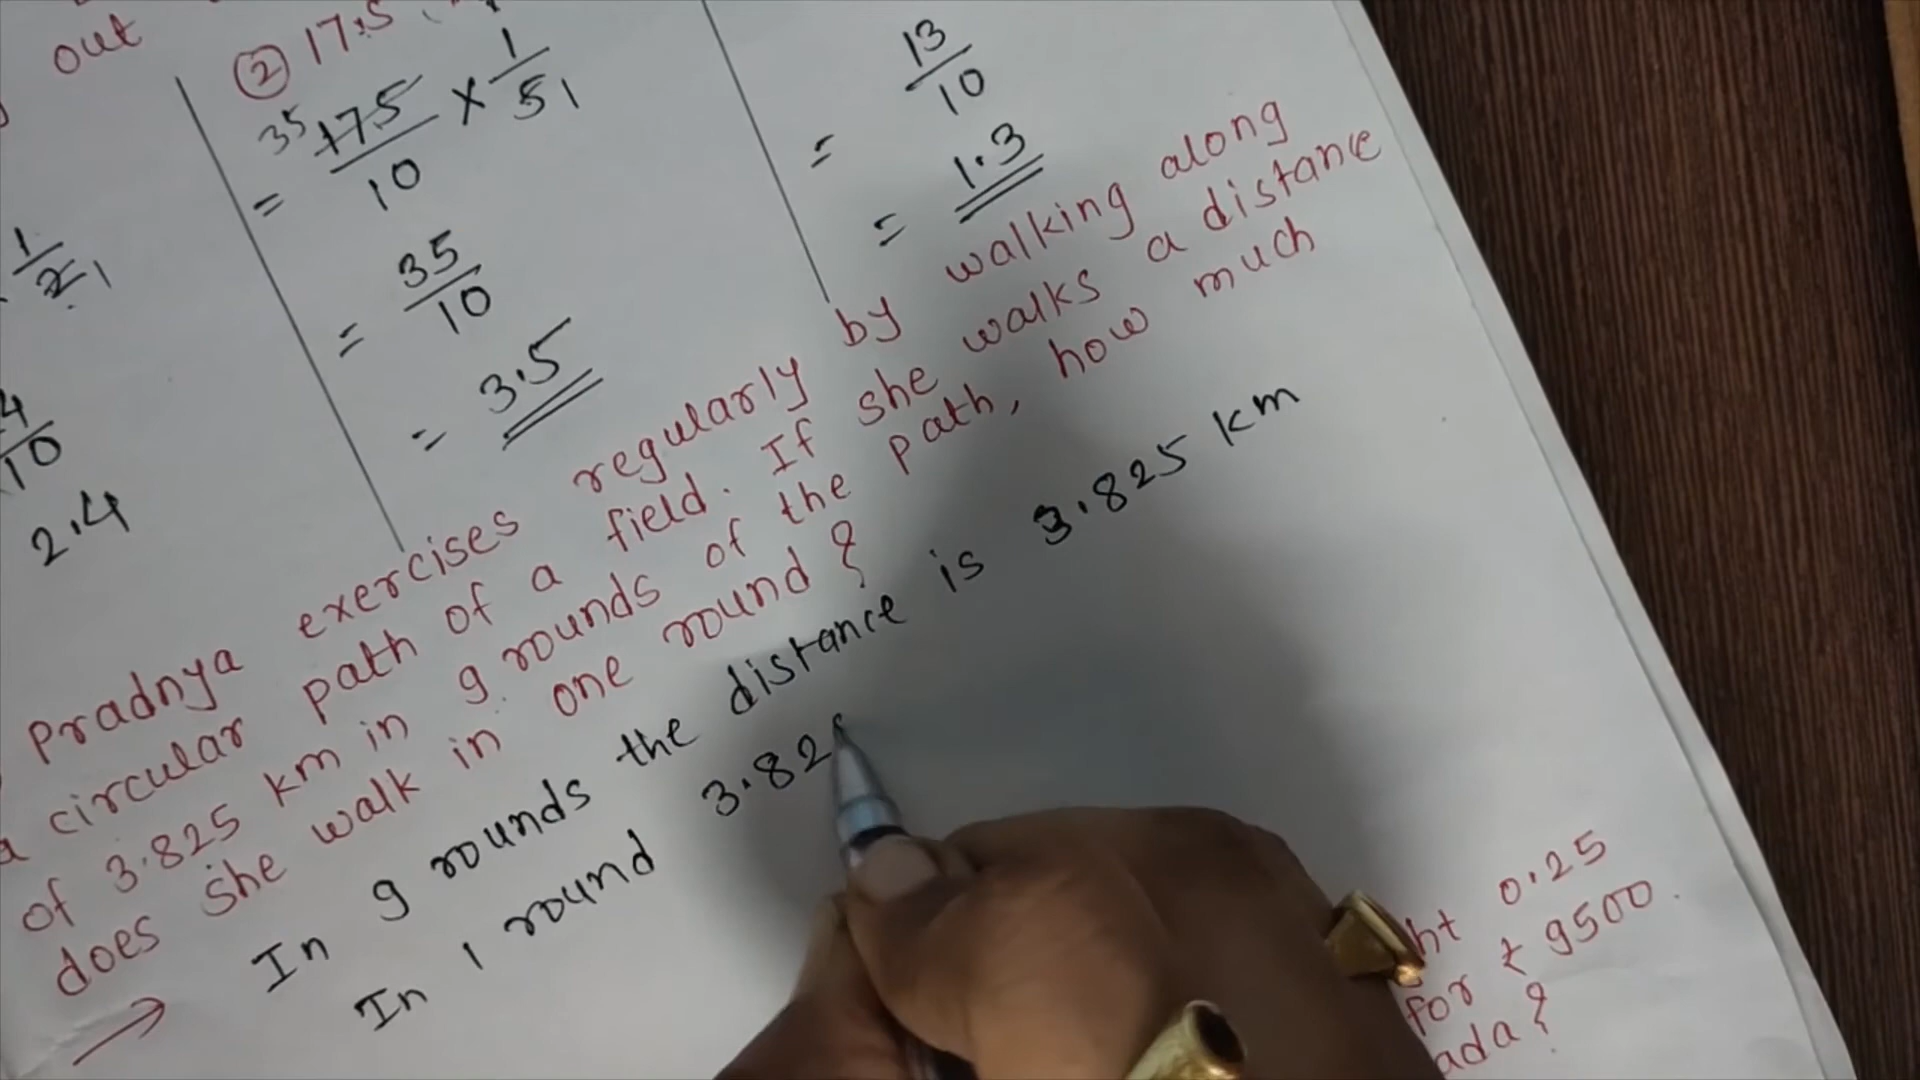 out
② 17.5
35 175/10 × 1/5 1
= 35/10
= 3.5
1/2 1
4/10
2.4
= 13/10
= 1.3
Pradnya exercises regularly by walking along
a circular path of a field. If she walks a distance
of 3.825 km in 9 rounds of the path, how much
does she walk in one round?
In 9 rounds the distance is 3.825 km
In 1 round 3.82
ht 0.25
for ₹ 9500.
ada?